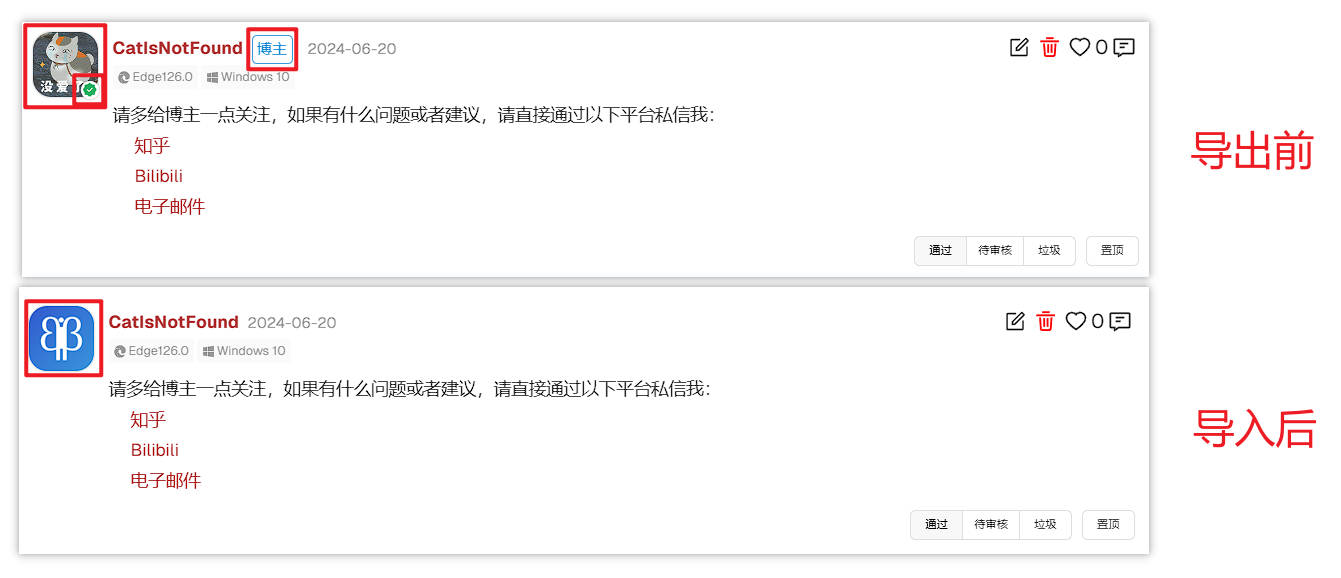 CatIsNotFound 博主 2024-06-20 0
Edge126.0 Windows 10
没爱了
请多给博主一点关注，如果有什么问题或者建议，请直接通过以下平台私信我：
知乎
Bilibili
电子邮件
通过 待审核 垃圾 置顶
导出前
CatIsNotFound 2024-06-20 0
Edge126.0 Windows 10
请多给博主一点关注，如果有什么问题或者建议，请直接通过以下平台私信我：
知乎
Bilibili
电子邮件
通过 待审核 垃圾 置顶
导入后